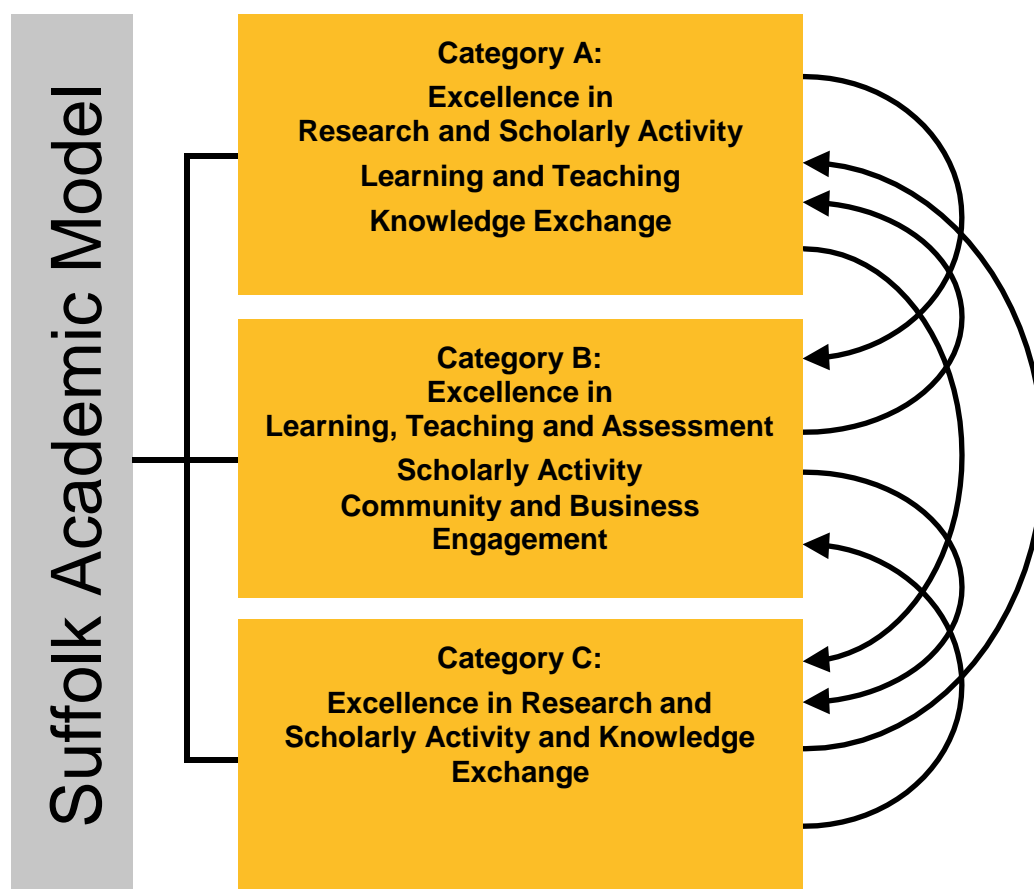 Suffolk Academic Model
Category A:
Excellence in
Research and Scholarly Activity
Learning and Teaching
Knowledge Exchange
Category B:
Excellence in
Learning, Teaching and Assessment
Scholarly Activity
Community and Business
Engagement
Category C:
Excellence in Research and
Scholarly Activity and Knowledge
Exchange